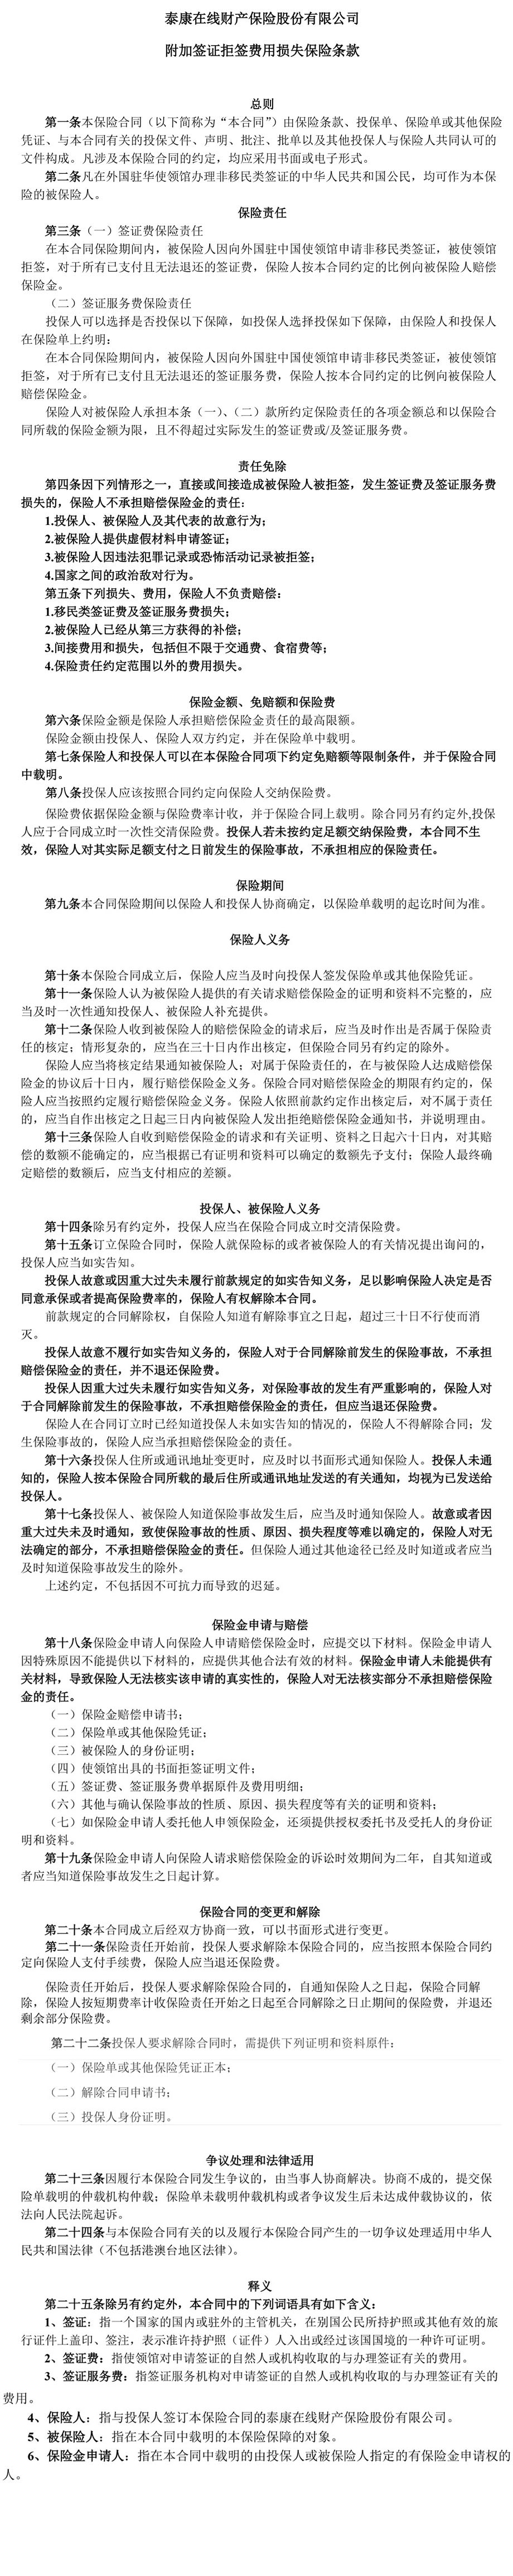 泰康在线财产保险股份有限公司
附加签证拒签费用损失保险条款
总则
第一条本保险合同（以下简称为“本合同”）由保险条款、投保单、保险单或其他保险
凭证、与本合同有关的投保文件、声明、批注、批单以及其他投保人与保险人共同认可的
文件构成。凡涉及本保险合同的约定，均应采用书面或电子形式。
第二条凡在外国驻华使领馆办理非移民类签证的中华人民共和国公民，均可作为本保
险的被保险人。
保险责任
第三条（一）签证费保险责任
在本合同保险期间内，被保险人因向外国驻中国使领馆申请非移民类签证，被使领馆
拒签，对于所有已支付且无法退还的签证费，保险人按本合同约定的比例向被保险人赔偿
保险金。
（二）签证服务费保险责任
投保人可以选择是否投保以下保障，如投保人选择投保如下保障，由保险人和投保人
在保险单上约明：
在本合同保险期间内，被保险人因向外国驻中国使领馆申请非移民类签证，被使领馆
拒签，对于所有已支付且无法退还的签证服务费，保险人按本合同约定的比例向被保险人
赔偿保险金。
保险人对被保险人承担本条（一）、（二）款所约定保险责任的各项金额总和以保险合
同所载的保险金额为限，且不得超过实际发生的签证费或/及签证服务费。
责任免除
第四条因下列情形之一，直接或间接造成被保险人被拒签，发生签证费及签证服务费
损失的，保险人不承担赔偿保险金的责任：
1.投保人、被保险人及其代表的故意行为；
2.被保险人提供虚假材料申请签证；
3.被保险人因违法犯罪记录或恐怖活动记录被拒签；
4.国家之间的政治敌对行为。
第五条下列损失、费用，保险人不负责赔偿：
1.移民类签证费及签证服务费损失；
2.被保险人已经从第三方获得的补偿；
3.间接费用和损失，包括但不限于交通费、食宿费等；
4.保险责任约定范围以外的费用损失。
保险金额、免赔额和保险费
第六条保险金额是保险人承担赔偿保险金责任的最高限额。
保险金额由投保人、保险人双方约定，并在保险单中载明。
第七条保险人和投保人可以在本保险合同项下约定免赔额等限制条件，并于保险合同
中载明。
第八条投保人应该按照合同约定向保险人交纳保险费。
保险费依据保险金额与保险费率计收，并于保险合同上载明。除合同另有约定外,投保
人应于合同成立时一次性交清保险费。投保人若未按约定足额交纳保险费，本合同不生
效，保险人对其实际足额支付之日前发生的保险事故，不承担相应的保险责任。
保险期间
第九条本合同保险期间以保险人和投保人协商确定，以保险单载明的起讫时间为准。
保险人义务
第十条本保险合同成立后，保险人应当及时向投保人签发保险单或其他保险凭证。
第十一条保险人认为被保险人提供的有关请求赔偿保险金的证明和资料不完整的，应
当及时一次性通知投保人、被保险人补充提供。
第十二条保险人收到被保险人的赔偿保险金的请求后，应当及时作出是否属于保险责
任的核定；情形复杂的，应当在三十日内作出核定，但保险合同另有约定的除外。
保险人应当将核定结果通知被保险人；对属于保险责任的，在与被保险人达成赔偿保
险金的协议后十日内，履行赔偿保险金义务。保险合同对赔偿保险金的期限有约定的，保
险人应当按照约定履行赔偿保险金义务。保险人依照前款约定作出核定后，对不属于责任
的，应当自作出核定之日起三日内向被保险人发出拒绝赔偿保险金通知书，并说明理由。
第十三条保险人自收到赔偿保险金的请求和有关证明、资料之日起六十日内，对其赔
偿的数额不能确定的，应当根据已有证明和资料可以确定的数额先予支付；保险人最终确
定赔偿的数额后，应当支付相应的差额。
投保人、被保险人义务
第十四条除另有约定外，投保人应当在保险合同成立时交清保险费。
第十五条订立保险合同时，保险人就保险标的或者被保险人的有关情况提出询问的，
投保人应当如实告知。
投保人故意或因重大过失未履行前款规定的如实告知义务，足以影响保险人决定是否
同意承保或者提高保险费率的，保险人有权解除本合同。
前款规定的合同解除权，自保险人知道有解除事宜之日起，超过三十日不行使而消
灭。
投保人故意不履行如实告知义务的，保险人对于合同解除前发生的保险事故，不承担
赔偿保险金的责任，并不退还保险费。
投保人因重大过失未履行如实告知义务，对保险事故的发生有严重影响的，保险人对
于合同解除前发生的保险事故，不承担赔偿保险金的责任，但应当退还保险费。
保险人在合同订立时已经知道投保人未如实告知的情况的，保险人不得解除合同；发
生保险事故的，保险人应当承担赔偿保险金的责任。
第十六条投保人住所或通讯地址变更时，应及时以书面形式通知保险人。投保人未通
知的，保险人按本保险合同所载的最后住所或通讯地址发送的有关通知，均视为已发送给
投保人。
第十七条投保人、被保险人知道保险事故发生后，应当及时通知保险人。故意或者因
重大过失未及时通知，致使保险事故的性质、原因、损失程度等难以确定的，保险人对无
法确定的部分，不承担赔偿保险金的责任。但保险人通过其他途径已经及时知道或者应当
及时知道保险事故发生的除外。
上述约定，不包括因不可抗力而导致的迟延。
保险金申请与赔偿
第十八条保险金申请人向保险人申请赔偿保险金时，应提交以下材料。保险金申请人
因特殊原因不能提供以下材料的，应提供其他合法有效的材料。保险金申请人未能提供有
关材料，导致保险人无法核实该申请的真实性的，保险人对无法核实部分不承担赔偿保险
金的责任。
（一）保险金赔偿申请书；
（二）保险单或其他保险凭证；
（三）被保险人的身份证明；
（四）使领馆出具的书面拒签证明文件；
（五）签证费、签证服务费单据原件及费用明细；
（六）其他与确认保险事故的性质、原因、损失程度等有关的证明和资料；
（七）如保险金申请人委托他人申领保险金，还须提供授权委托书及受托人的身份证
明和资料。
第十九条保险金申请人向保险人请求赔偿保险金的诉讼时效期间为二年，自其知道或
者应当知道保险事故发生之日起计算。
保险合同的变更和解除
第二十条本合同成立后经双方协商一致，可以书面形式进行变更。
第二十一条保险责任开始前，投保人要求解除本保险合同的，应当按照本保险合同约
定向保险人支付手续费，保险人应当退还保险费。
保险责任开始后，投保人要求解除保险合同的，自通知保险人之日起，保险合同解
除，保险人按短期费率计收保险责任开始之日起至合同解除之日止期间的保险费，并退还
剩余部分保险费。
第二十二条投保人要求解除合同时，需提供下列证明和资料原件：
（一）保险单或其他保险凭证正本；
（二）解除合同申请书；
（三）投保人身份证明。
争议处理和法律适用
第二十三条因履行本保险合同发生争议的，由当事人协商解决。协商不成的，提交保
险单载明的仲裁机构仲裁；保险单未载明仲裁机构或者争议发生后未达成仲裁协议的，依
法向人民法院起诉。
第二十四条与本保险合同有关的以及履行本保险合同产生的一切争议处理适用中华人
民共和国法律（不包括港澳台地区法律）。
释义
第二十五条除另有约定外，本合同中的下列词语具有如下含义：
1、签证：指一个国家的国内或驻外的主管机关，在别国公民所持护照或其他有效的旅
行证件上盖印、签注，表示准许持护照（证件）人入出或经过该国国境的一种许可证明。
2、签证费：指使领馆对申请签证的自然人或机构收取的与办理签证有关的费用。
3、签证服务费：指签证服务机构对申请签证的自然人或机构收取的与办理签证有关的
费用。
4、保险人：指与投保人签订本保险合同的泰康在线财产保险股份有限公司。
5、被保险人：指在本合同中载明的本保险保障的对象。
6、保险金申请人：指在本合同中载明的由投保人或被保险人指定的有保险金申请权的
人。